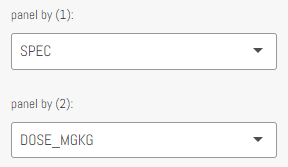 panel by (1):
SPEC
panel by (2):
DOSE_MGKG